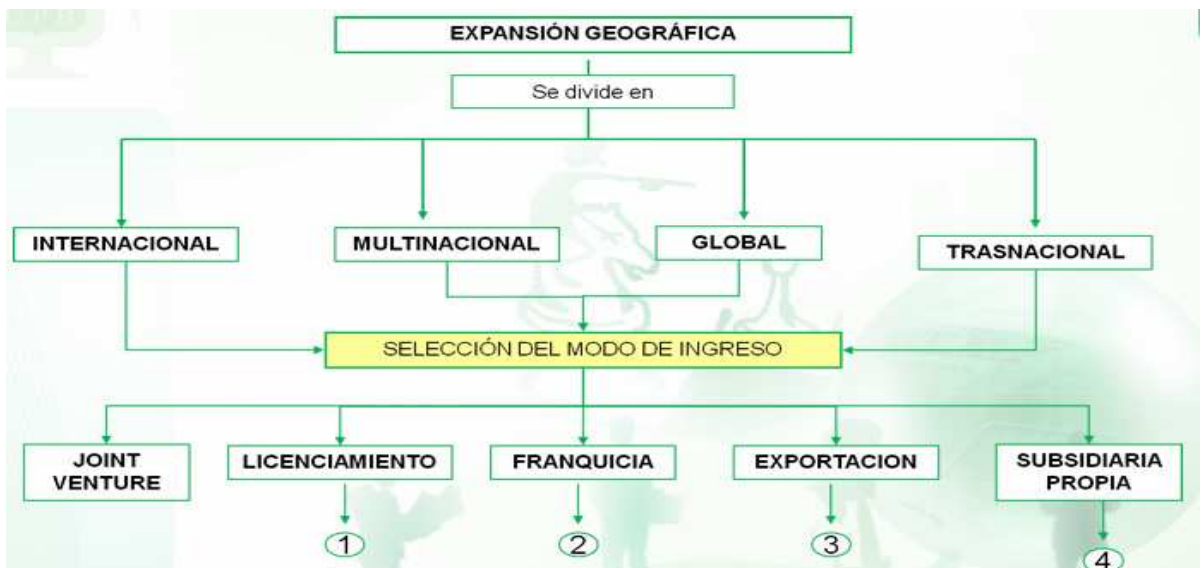 EXPANSIÓN GEOGRÁFICA
Se divide en
INTERNACIONAL
MULTINACIONAL
GLOBAL
TRASNACIONAL
SELECCIÓN DEL MODO DE INGRESO
JOINT
VENTURE
LICENCIAMIENTO
FRANQUICIA
EXPORTACION
SUBSIDIARIA
PROPIA
1
2
3
4